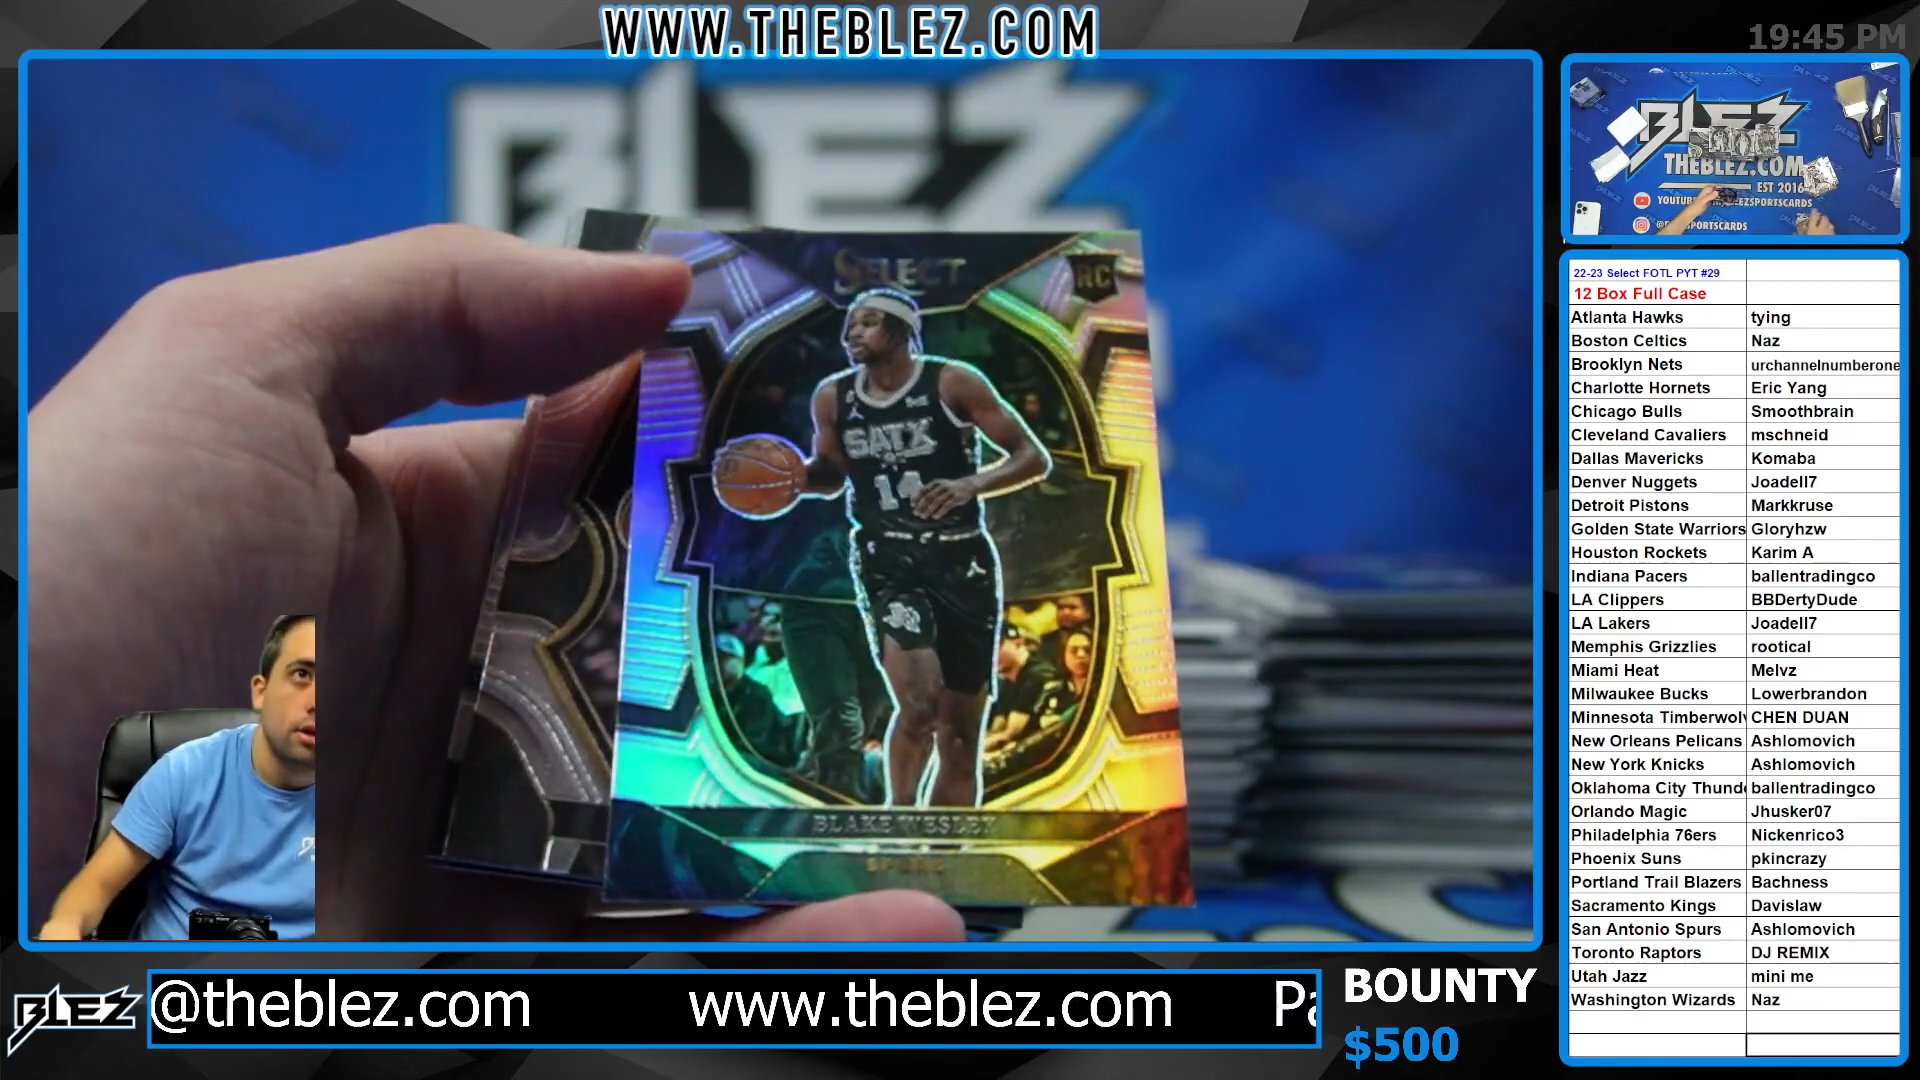 WWW.THEBLEZ.COM
19:45 PM
BLEZ
SELECT
RC
SATX
14
BLAKE WESLEY
SPURS
BLEZ
THEBLEZ.COM
EST 2016
22-23 Select FOTL PYT #29
12 Box Full Case
Atlanta Hawks tying
Boston Celtics Naz
Brooklyn Nets urchannelnumberone
Charlotte Hornets Eric Yang
Chicago Bulls Smoothbrain
Cleveland Cavaliers mschneid
Dallas Mavericks Komaba
Denver Nuggets Joadell7
Detroit Pistons Markkruse
Golden State Warriors Gloryhzw
Houston Rockets Karim A
Indiana Pacers ballentradingco
LA Clippers BBDertyDude
LA Lakers Joadell7
Memphis Grizzlies rootical
Miami Heat Melvz
Milwaukee Bucks Lowerbrandon
Minnesota Timberwolv CHEN DUAN
New Orleans Pelicans Ashlomovich
New York Knicks Ashlomovich
Oklahoma City Thund ballentradingco
Orlando Magic Jhusker07
Philadelphia 76ers Nickenrico3
Phoenix Suns pkincrazy
Portland Trail Blazers Bachness
Sacramento Kings Davislaw
San Antonio Spurs Ashlomovich
Toronto Raptors DJ REMIX
Utah Jazz mini me
Washington Wizards Naz
BLEZ
@theblez.com www.theblez.com Pa
BOUNTY
$500